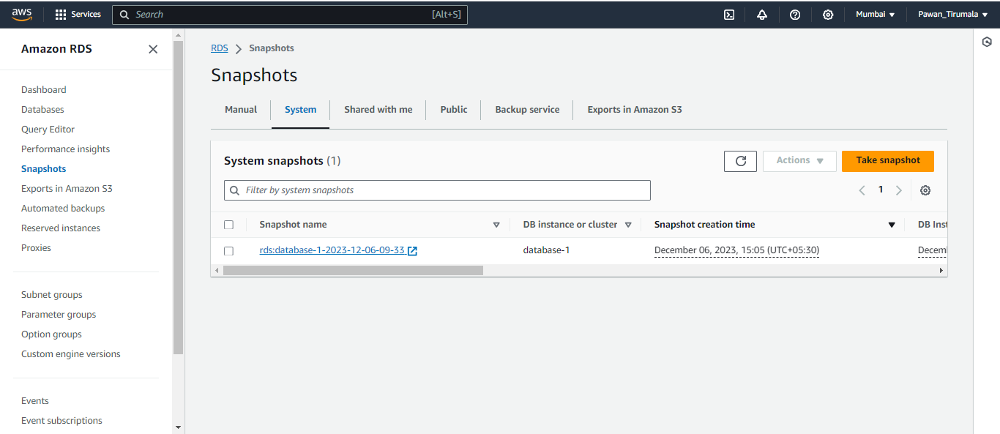 aws Services Search [Alt+S] Mumbai Pawan_Tirumala
Amazon RDS
Dashboard
Databases
Query Editor
Performance insights
Snapshots
Exports in Amazon S3
Automated backups
Reserved instances
Proxies
Subnet groups
Parameter groups
Option groups
Custom engine versions
Events
Event subscriptions
RDS Snapshots
Snapshots
Manual System Shared with me Public Backup service Exports in Amazon S3
System snapshots (1) Actions Take snapshot
Filter by system snapshots 1
Snapshot name DB instance or cluster Snapshot creation time DB Inst
rds:database-1-2023-12-06-09-33 database-1 December 06, 2023, 15:05 (UTC+05:30) Decem